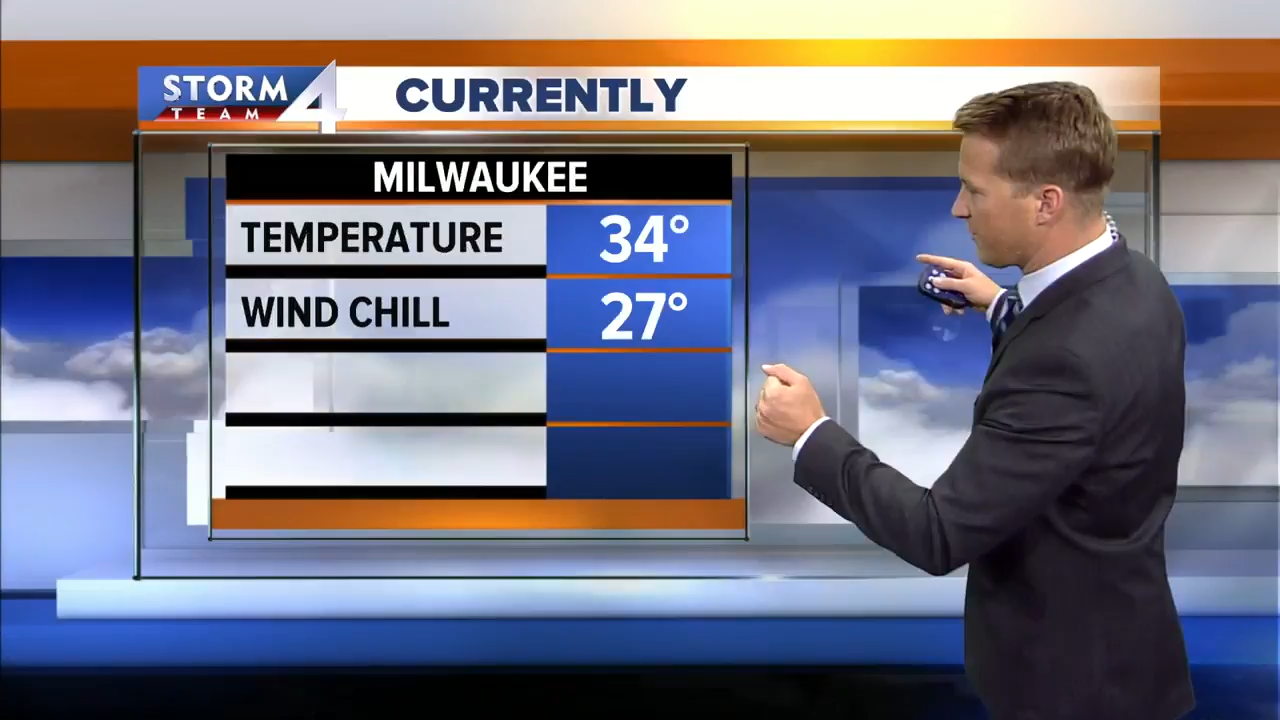 STORM
TEAM
4
CURRENTLY
MILWAUKEE
TEMPERATURE 34°
WIND CHILL 27°